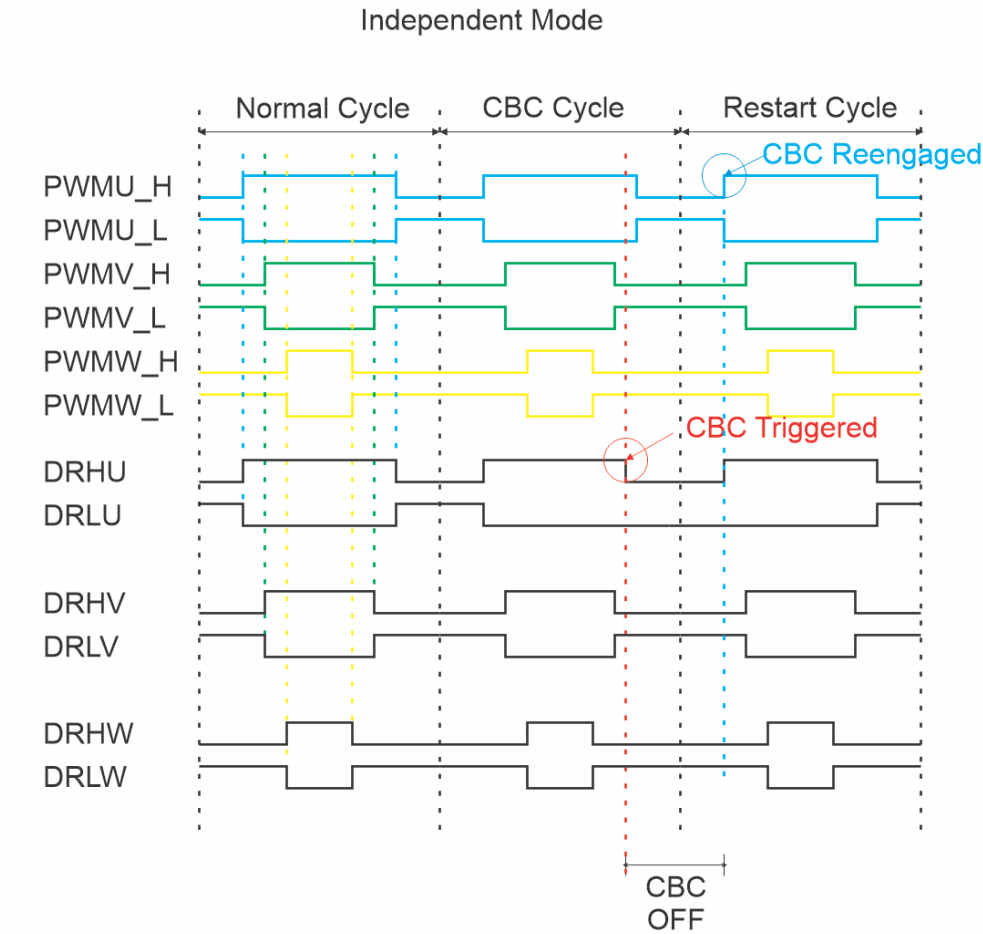 Independent Mode
Normal Cycle
CBC Cycle
Restart Cycle
CBC Reengaged
PWMU_H
PWMU_L
PWMV_H
PWMV_L
PWMW_H
PWMW_L
CBC Triggered
DRHU
DRLU
DRHV
DRLV
DRHW
DRLW
CBC
OFF